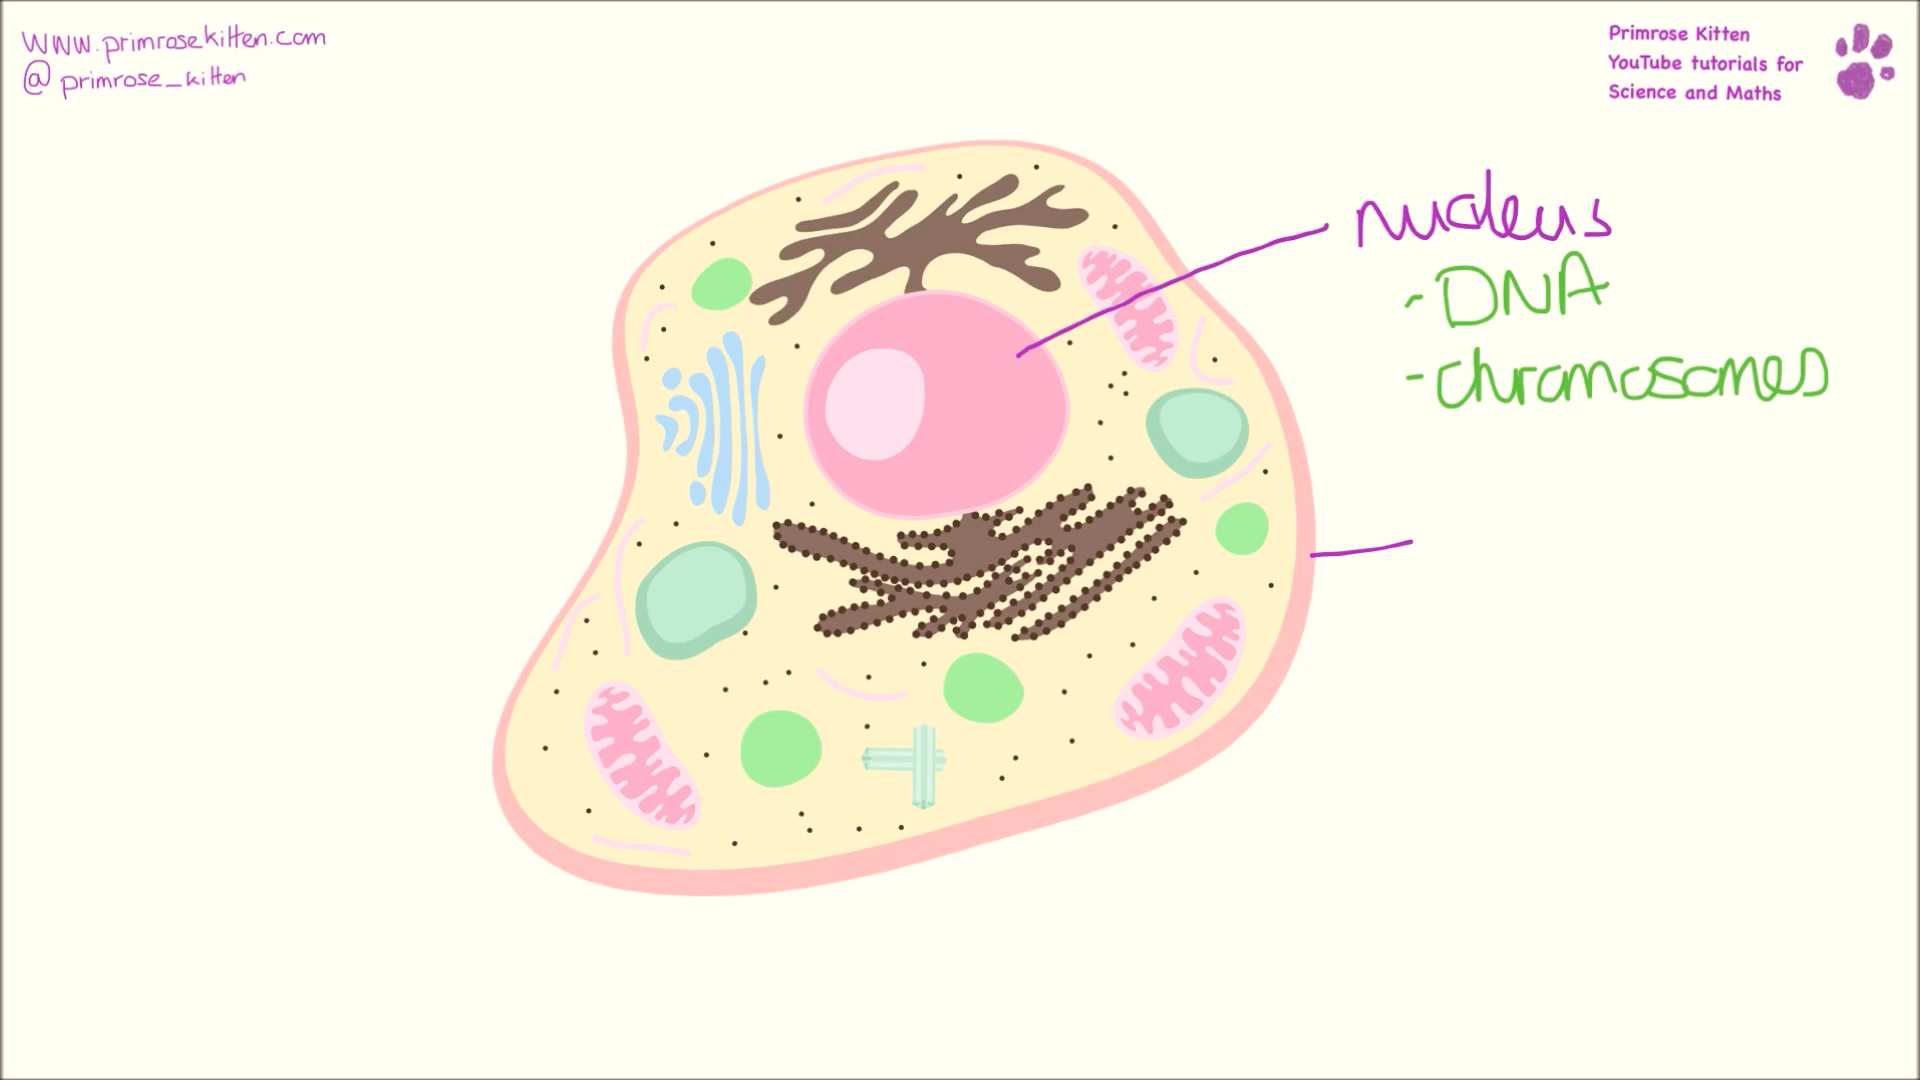 www.primrosekitten.com
@primrose_kitten
Primrose Kitten
YouTube tutorials for
Science and Maths
nucleus
- DNA
- chromosomes